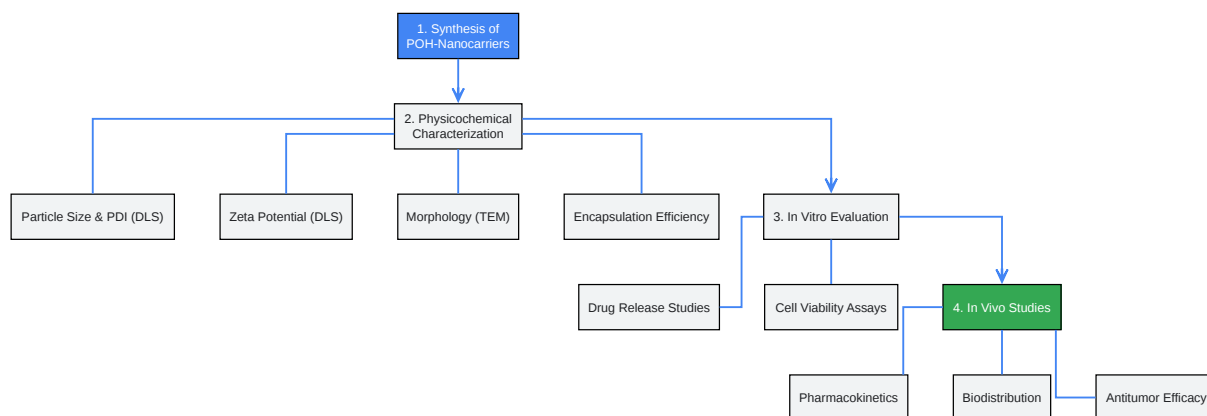 1. Synthesis of
POH-Nanocarriers
2. Physicochemical
Characterization
Particle Size & PDI (DLS)
Zeta Potential (DLS)
Morphology (TEM)
Encapsulation Efficiency
3. In Vitro Evaluation
Drug Release Studies
Cell Viability Assays
4. In Vivo Studies
Pharmacokinetics
Biodistribution
Antitumor Efficacy